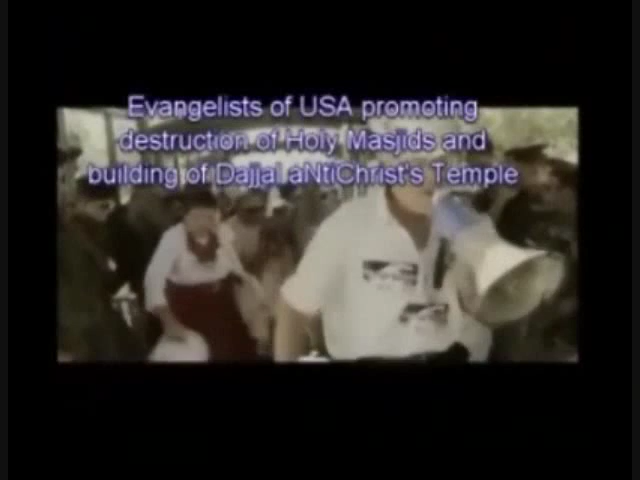 Evangelists of USA promoting
destruction of Holy Masjids and
building of Dajjal aNtiChrist's Temple